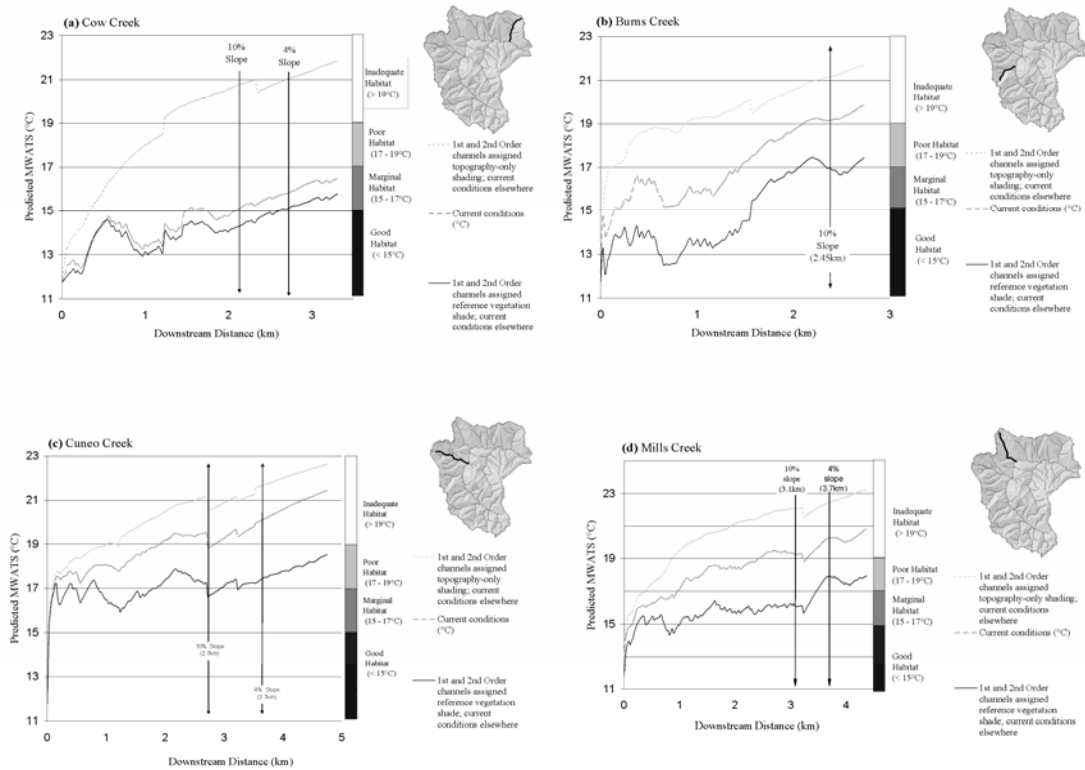 (a) Cow Creek
Predicted MWATS (°C)
23
21
19
17
15
13
11
0
1
2
3
Downstream Distance (km)
10%
Slope
4%
Slope
Inadequate
Habitat
(> 19°C)
Poor
Habitat
(17 - 19°C)
Marginal
Habitat
(15 - 17°C)
Good
Habitat
(< 15°C)
1st and 2nd Order
channels assigned
topography-only
shading; current
conditions elsewhere
Current conditions
(°C)
1st and 2nd Order
channels assigned
reference vegetation
shade; current
conditions elsewhere
(b) Burns Creek
Predicted MWATS (°C)
23
21
19
17
15
13
11
0
1
2
3
Downstream Distance (km)
10%
Slope
(2.45km)
Inadequate
Habitat
(> 19°C)
Poor Habitat
(17 - 19°C)
Marginal
Habitat
(15 - 17°C)
Good
Habitat
(< 15°C)
1st and 2nd Order
channels assigned
topography-only
shading; current
conditions elsewhere
Current conditions
(°C)
1st and 2nd Order
channels assigned
reference vegetation
shade; current
conditions elsewhere
(c) Cuneo Creek
Predicted MWATS (°C)
23
21
19
17
15
13
11
0
1
2
3
4
5
Downstream Distance (km)
10% Slope
(2.7km)
4% Slope
Inadequate
Habitat
(> 19°C)
Poor
Habitat
(17 - 19°C)
Marginal
Habitat
(15 - 17°C)
Good
Habitat
(< 15°C)
1st and 2nd Order
channels assigned
topography-only
shading; current
conditions elsewhere
Current conditions
(°C)
1st and 2nd Order
channels assigned
reference vegetation
shade; current
conditions elsewhere
(d) Mills Creek
Predicted MWATS (°C)
23
21
19
17
15
13
11
0
1
2
3
4
Downstream Distance (km)
10%
slope
(3.1km)
4%
slope
(3.7km)
Inadequate
Habitat
(> 19°C)
Poor Habitat
(17 - 19°C)
Marginal
Habitat
(15 - 17°C)
Good
Habitat
(< 15°C)
1st and 2nd Order
channels assigned
topography-only shading;
current conditions
elsewhere
Current conditions (°C)
1st and 2nd Order
channels assigned
reference vegetation
shade; current conditions
elsewhere